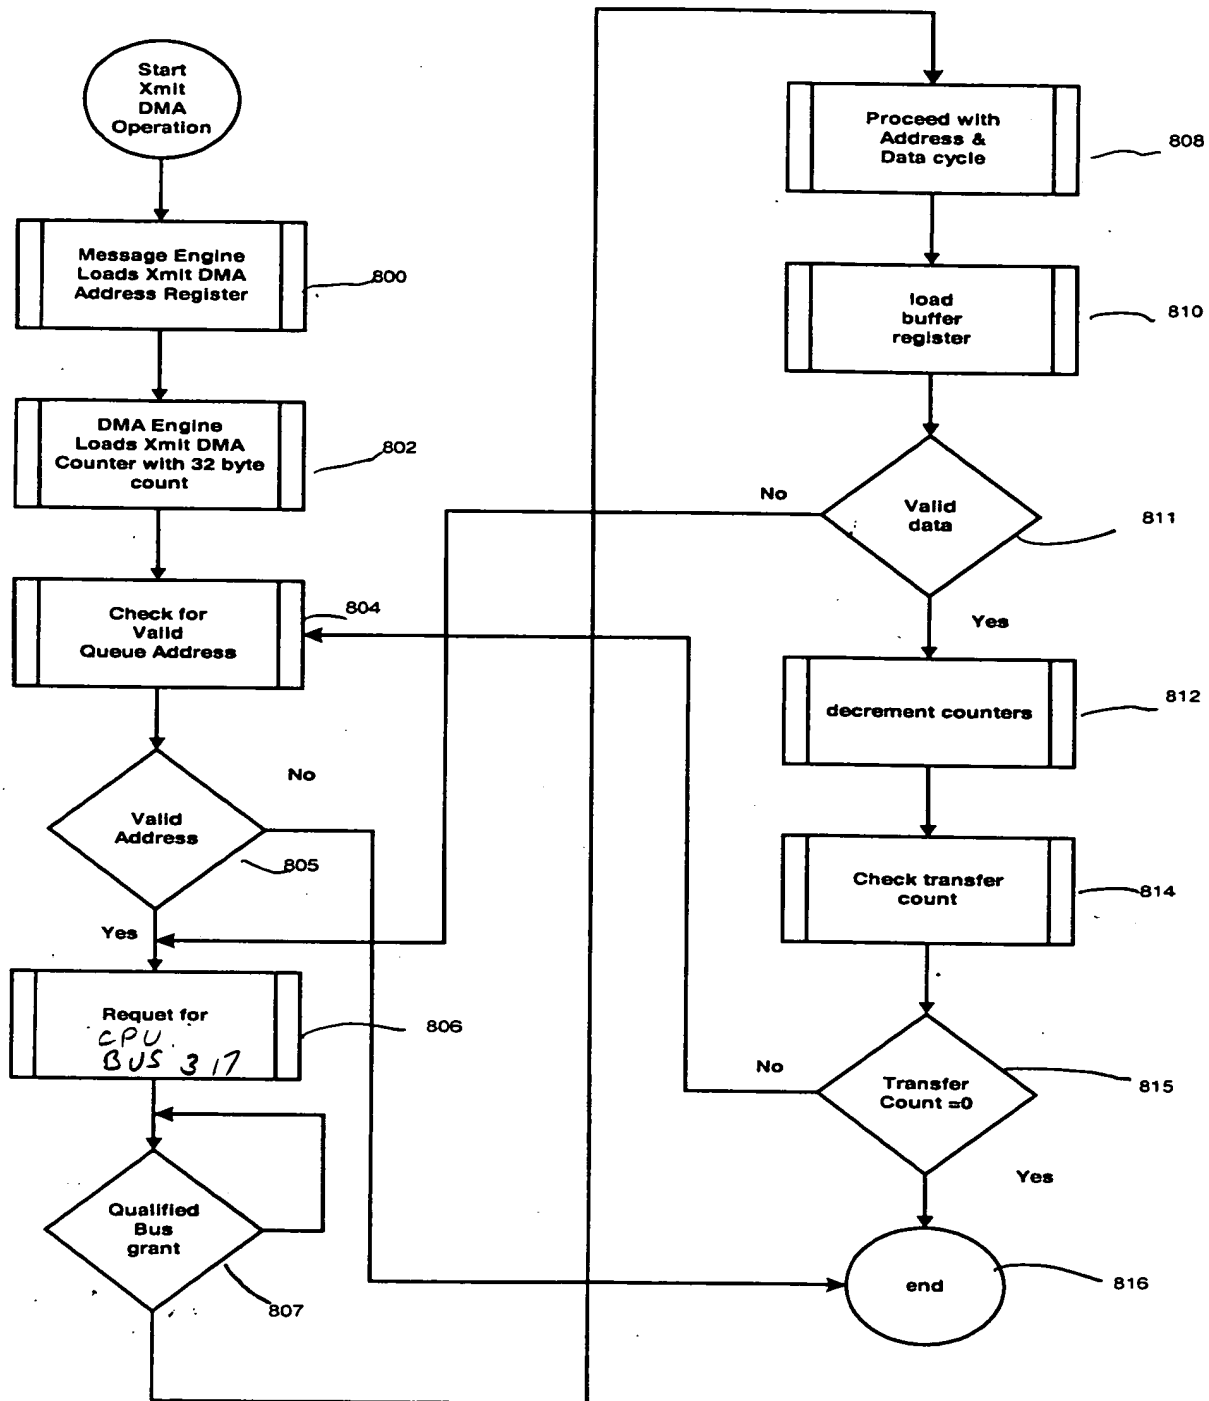 Start
Xmit
DMA
Operation
Message Engine
Loads Xmit DMA
Address Register
800
DMA Engine
Loads Xmit DMA
Counter with 32 byte
count
802
Check for
Valid
Queue Address
804
Valid
Address
No
805
Yes
Requet for
CPU
BUS 317
806
Qualified
Bus
grant
807
Proceed with
Address &
Data cycle
808
load
buffer
register
810
No
Valid
data
811
Yes
decrement counters
812
Check transfer
count
814
No
Transfer
Count =0
815
Yes
end
816